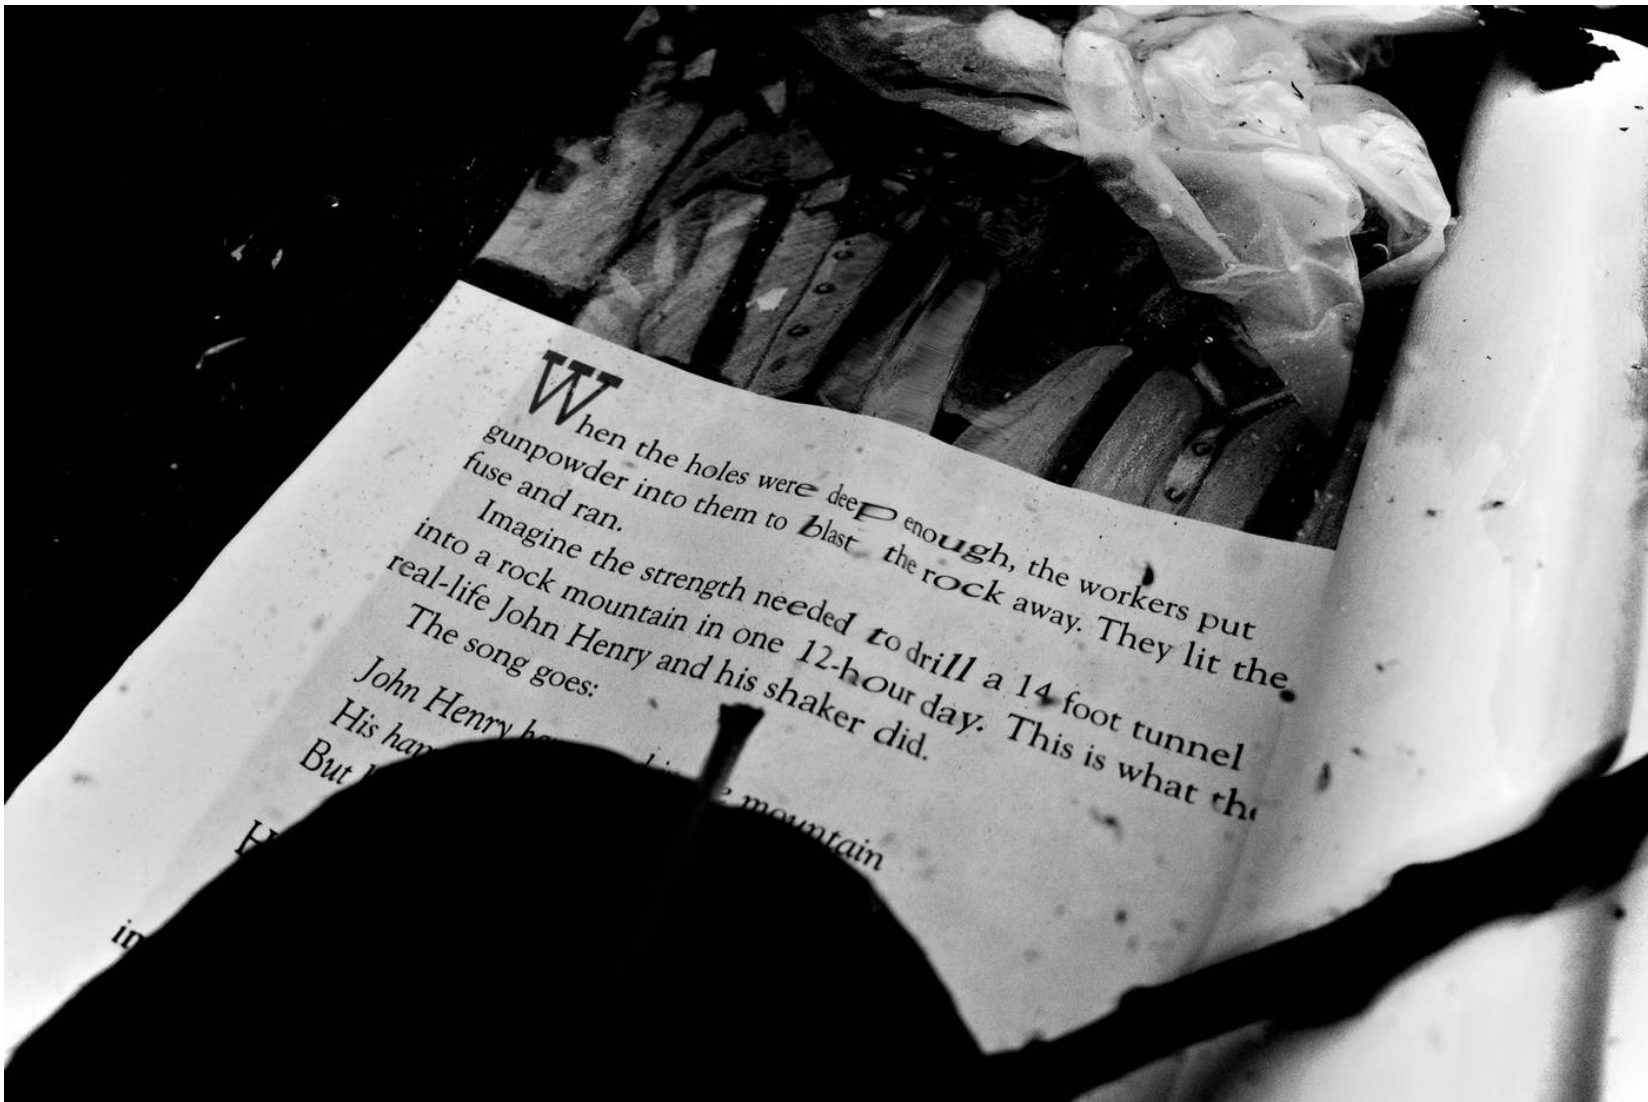 When the holes were deep enough, the workers put
gunpowder into them to blast the rock away. They lit the
fuse and ran.
Imagine the strength needed to drill a 14 foot tunnel
into a rock mountain in one 12-hour day. This is what the
real-life John Henry and his shaker did.
The song goes:
John Henry mountain
His
But